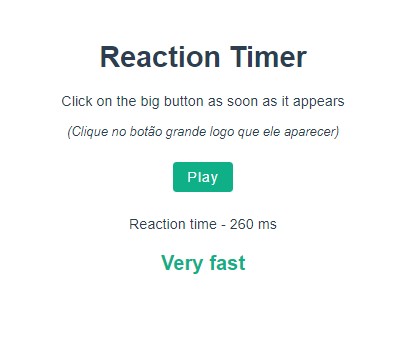 Reaction Timer
Click on the big button as soon as it appears
(Clique no botão grande logo que ele aparecer)
Play
Reaction time - 260 ms
Very fast